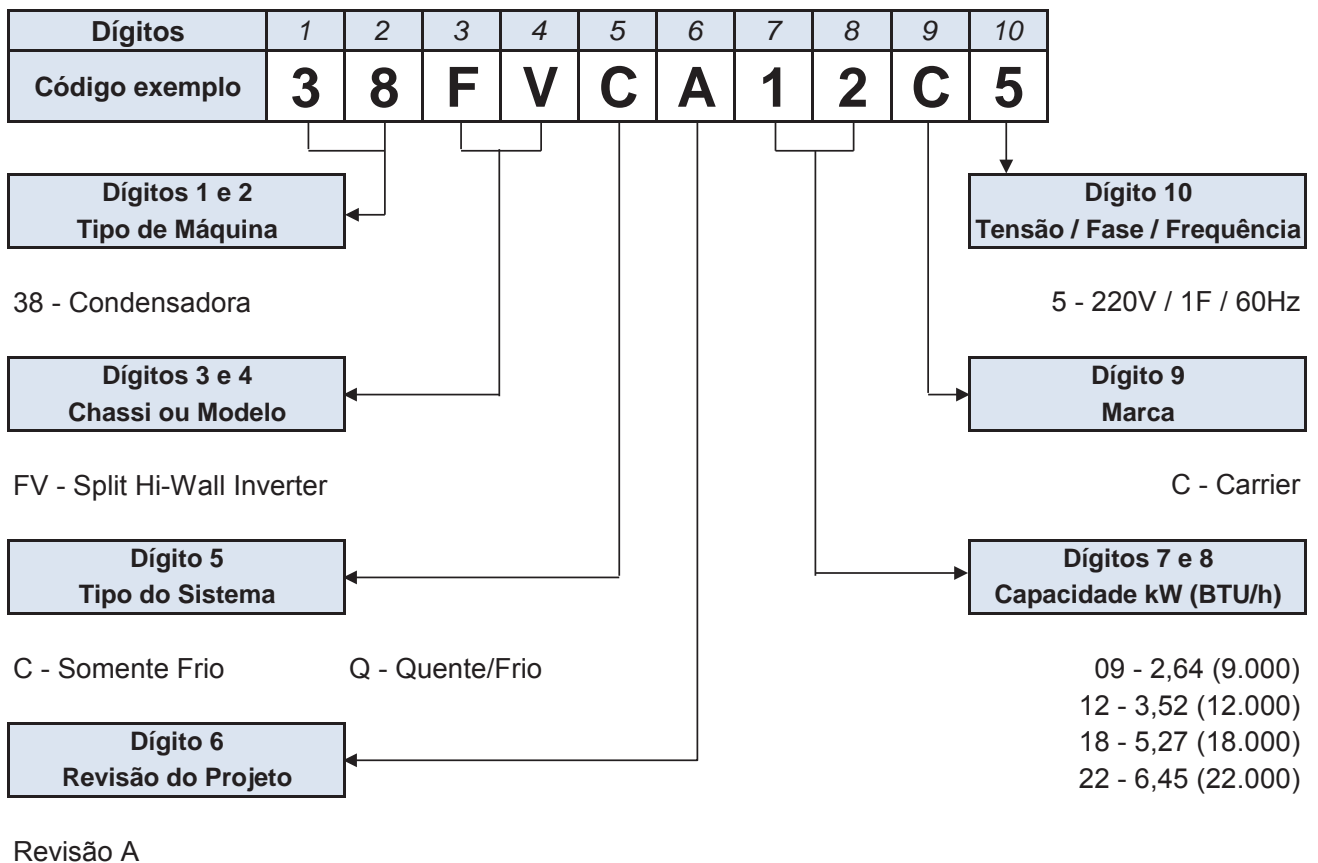 Dígitos 1 2 3 4 5 6 7 8 9 10
Código exemplo 3 8 F V C A 1 2 C 5
Dígitos 1 e 2
Tipo de Máquina
38 - Condensadora
Dígitos 3 e 4
Chassi ou Modelo
FV - Split Hi-Wall Inverter
Dígito 5
Tipo do Sistema
C - Somente Frio Q - Quente/Frio
Dígito 6
Revisão do Projeto
Revisão A
Dígito 10
Tensão / Fase / Frequência
5 - 220V / 1F / 60Hz
Dígito 9
Marca
C - Carrier
Dígitos 7 e 8
Capacidade kW (BTU/h)
09 - 2,64 (9.000)
12 - 3,52 (12.000)
18 - 5,27 (18.000)
22 - 6,45 (22.000)